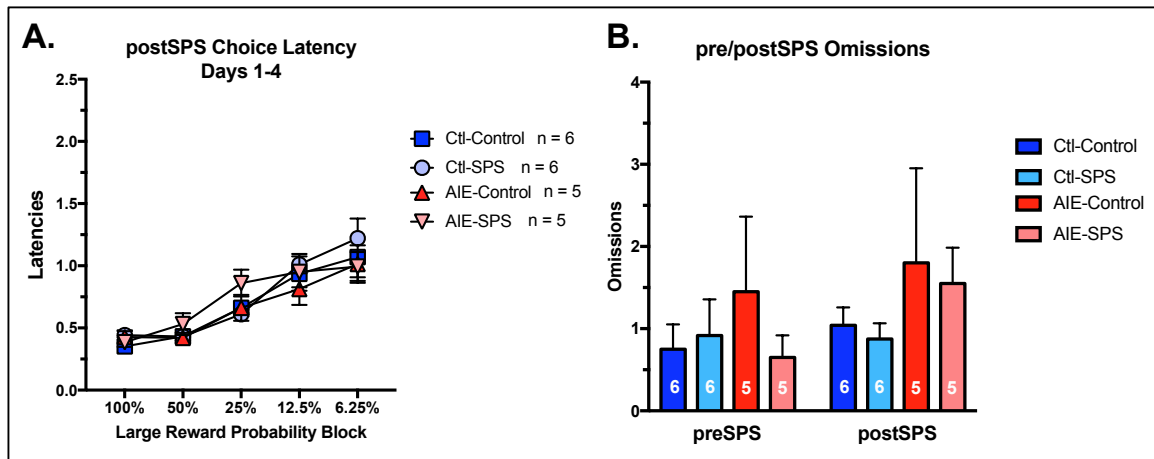 A.
postSPS Choice Latency
Days 1-4
2.5
2.0
1.5
1.0
0.5
0.0
Latencies
100% 50% 25% 12.5% 6.25%
Large Reward Probability Block
Ctl-Control n = 6
Ctl-SPS n = 6
AIE-Control n = 5
AIE-SPS n = 5
B.
pre/postSPS Omissions
4
3
2
1
0
Omissions
6 6 5 5 6 6 5 5
preSPS postSPS
Ctl-Control
Ctl-SPS
AIE-Control
AIE-SPS